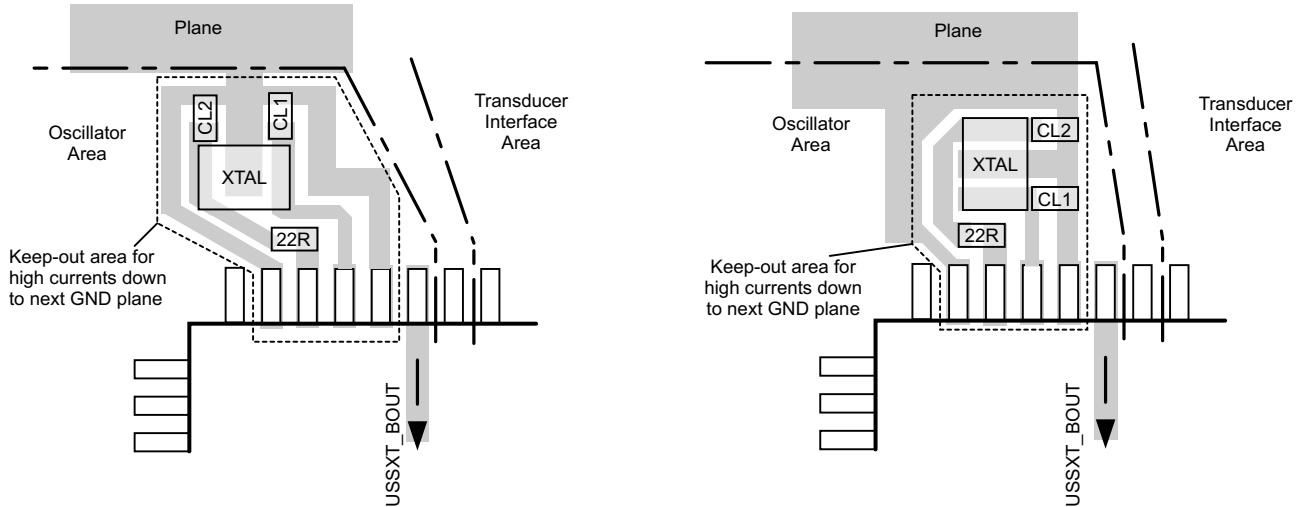 Plane
CL2
CL1
Oscillator
Area
Transducer
Interface
Area
XTAL
22R
Keep-out area for
high currents down
to next GND plane
USSXT_BOUT
Plane
Oscillator
Area
CL2
Transducer
Interface
Area
XTAL
CL1
22R
Keep-out area for
high currents down
to next GND plane
USSXT_BOUT